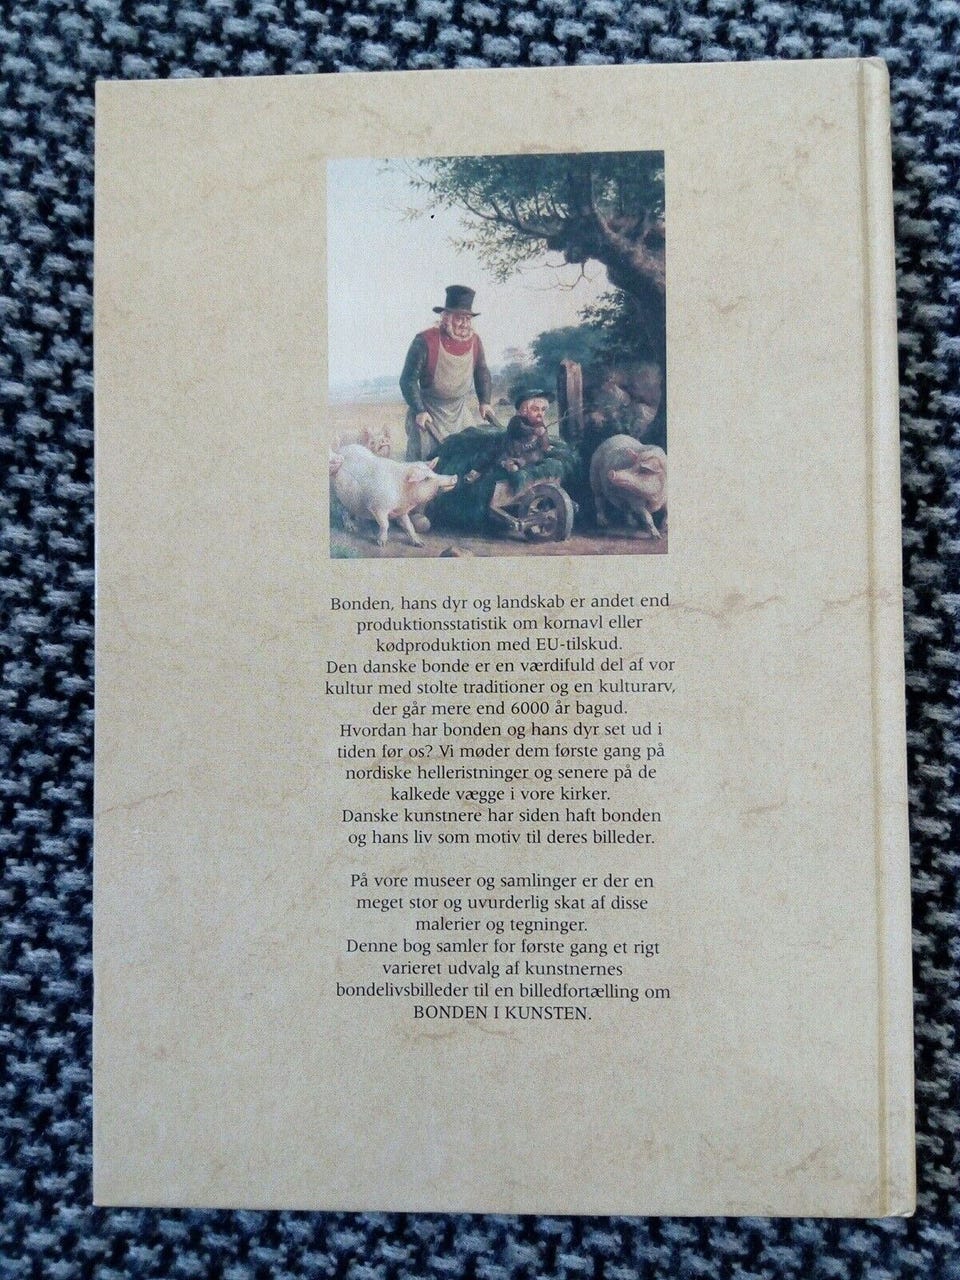 Bonden, hans dyr og landskab er andet end
produktionsstatistik om kornavl eller
kødproduktion med EU-tilskud.
Den danske bonde er en værdifuld del af vor
kultur med stolte traditioner og en kulturarv,
der går mere end 6000 år bagud.
Hvordan har bonden og hans dyr set ud i
tiden før os? Vi møder dem første gang på
nordiske helleristninger og senere på de
kalkede vægge i vore kirker.
Danske kunstnere har siden haft bonden
og hans liv som motiv til deres billeder.
På vore museer og samlinger er der en
meget stor og uvurderlig skat af disse
malerier og tegninger.
Denne bog samler for første gang et rigt
varieret udvalg af kunstnernes
bondelivsbilleder til en billedfortælling om
BONDEN I KUNSTEN.